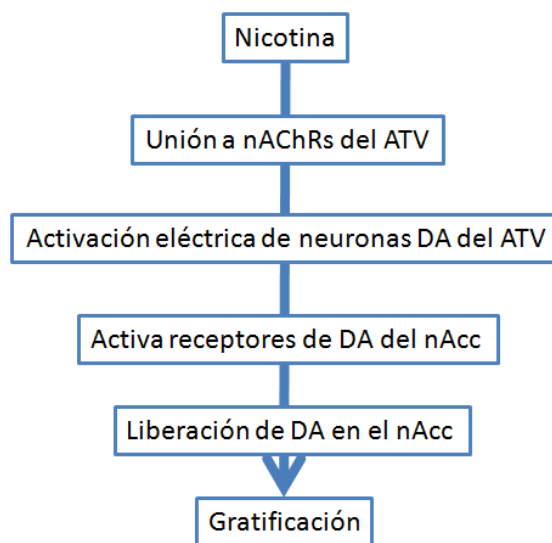 Nicotina
Unión a nAChRs del ATV
Activación eléctrica de neuronas DA del ATV
Activa receptores de DA del nAcc
Liberación de DA en el nAcc
Gratificación